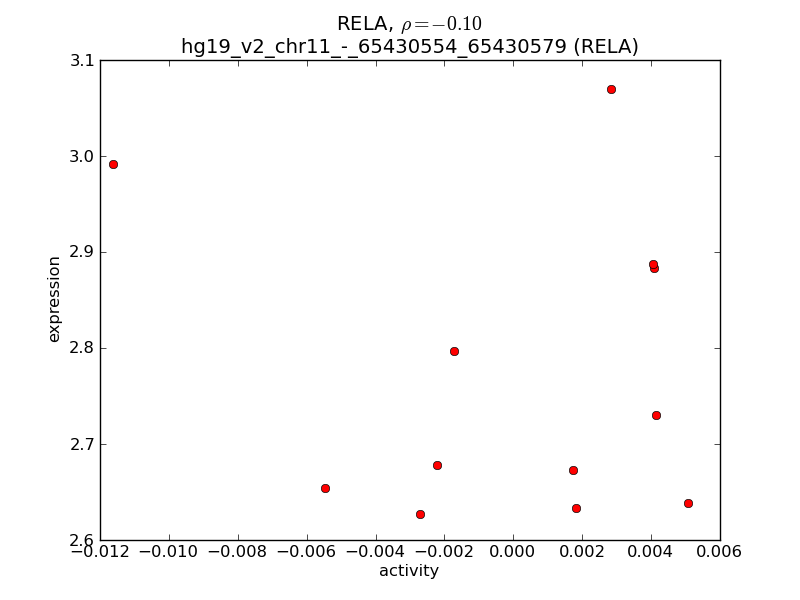 RELA, ρ=−0.10
hg19_v2_chr11_-_65430554_65430579 (RELA)
3.1
3.0
2.9
2.8
2.7
2.6
expression
−0.012 −0.010 −0.008 −0.006 −0.004 −0.002 0.000 0.002 0.004 0.006
activity